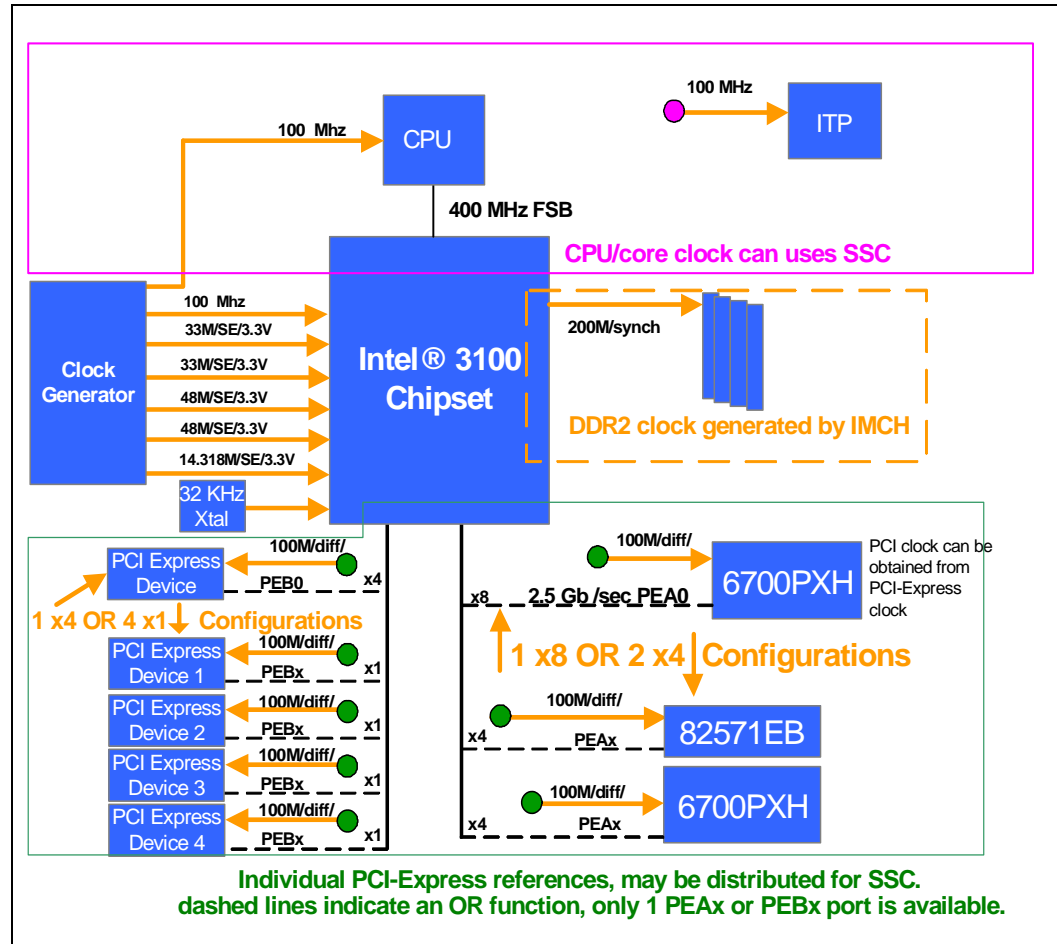 100 MHz
ITP
100 Mhz
CPU
400 MHz FSB
CPU/core clock can uses SSC
Clock
Generator
100 Mhz
33M/SE/3.3V
33M/SE/3.3V
48M/SE/3.3V
48M/SE/3.3V
14.318M/SE/3.3V
32 KHz
Xtal
Intel® 3100
Chipset
200M/synch
DDR2 clock generated by IMCH
PCI Express
Device
100M/diff/
PEB0
x4
1 x4 OR 4 x1 Configurations
PCI Express
Device 1
100M/diff/
PEBx
x1
PCI Express
Device 2
100M/diff/
PEBx
x1
PCI Express
Device 3
100M/diff/
PEBx
x1
PCI Express
Device 4
100M/diff/
PEBx
x1
100M/diff/
6700PXH
PCI clock can be
obtained from
PCI-Express
clock
x8
2.5 Gb /sec PEA0
1 x8 OR 2 x4 Configurations
100M/diff/
82571EB
x4
PEAx
100M/diff/
6700PXH
x4
PEAx
Individual PCI-Express references, may be distributed for SSC.
dashed lines indicate an OR function, only 1 PEAx or PEBx port is available.